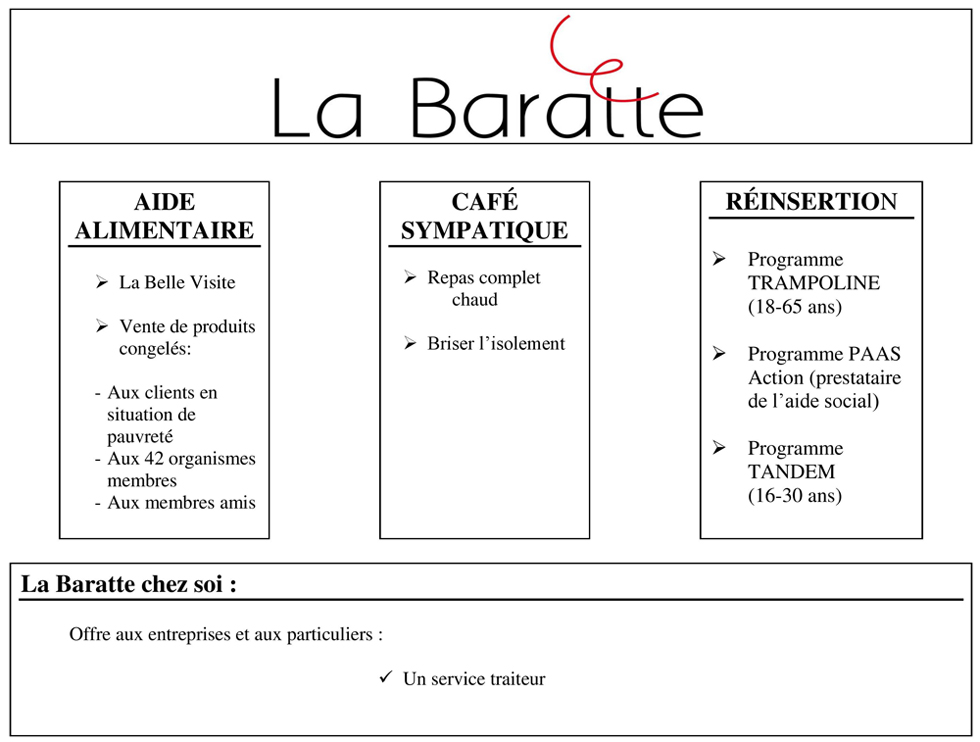 La Baratte
AIDE
ALIMENTAIRE
➢ La Belle Visite
➢ Vente de produits
congelés:
- Aux clients en
situation de
pauvreté
- Aux 42 organismes
membres
- Aux membres amis
CAFÉ
SYMPATIQUE
➢ Repas complet
chaud
➢ Briser l’isolement
RÉINSERTION
➢ Programme
TRAMPOLINE
(18-65 ans)
➢ Programme PAAS
Action (prestataire
de l’aide social)
➢ Programme
TANDEM
(16-30 ans)
La Baratte chez soi :
Offre aux entreprises et aux particuliers :
✓ Un service traiteur